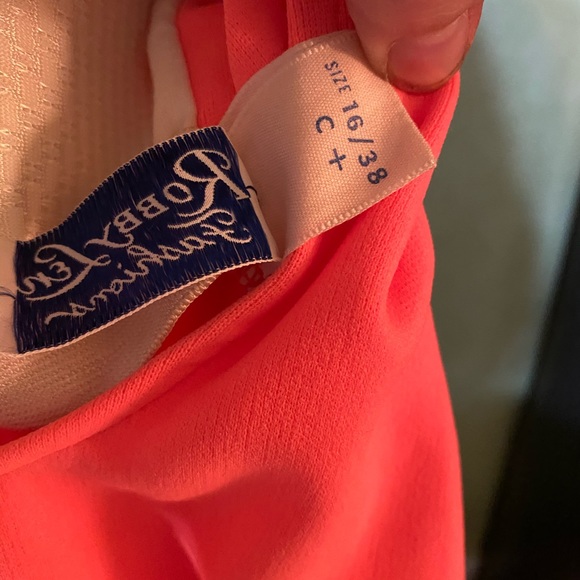 Robby Len
Fashions
SIZE 16/38
C +